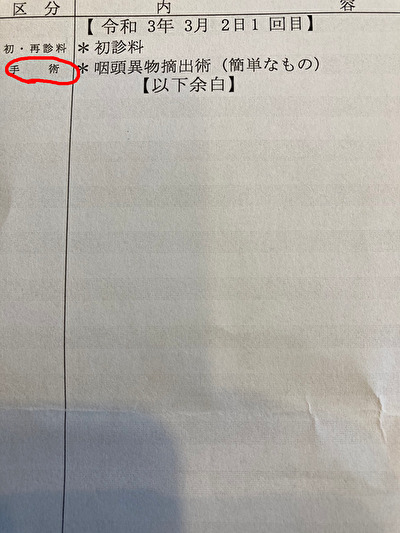 区 分 内 容
【 令和 3年 3月 2日1 回目】
初・再診料 ＊初診料
手 術 ＊咽頭異物摘出術（簡単なもの）
【以下余白】